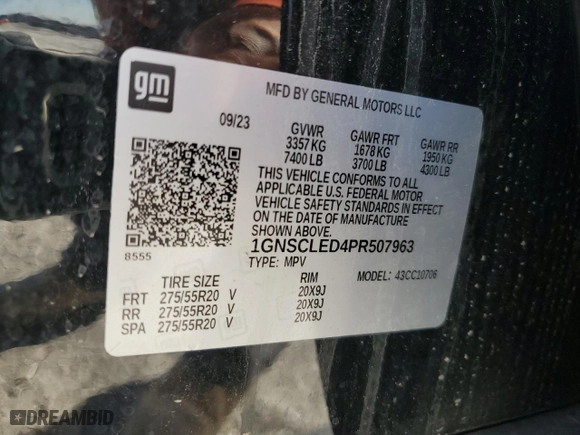 gm
MFD BY GENERAL MOTORS LLC
09/23
GVWR GAWR FRT GAWR RR
3357 KG 1678 KG 1950 KG
7400 LB 3700 LB 4300 LB
THIS VEHICLE CONFORMS TO ALL
APPLICABLE U.S. FEDERAL MOTOR
VEHICLE SAFETY STANDARDS IN EFFECT
ON THE DATE OF MANUFACTURE
SHOWN ABOVE.
8555
1GNSCLED4PR507963
TYPE: MPV MODEL: 43CC10706
TIRE SIZE RIM
FRT 275/55R20 V 20X9J
RR 275/55R20 V 20X9J
SPA 275/55R20 V 20X9J
DREAMBID